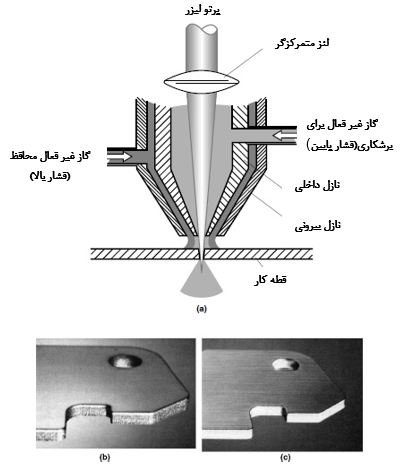 پرتو لیزر
لنز متمرکزگر
گاز غیر فعال برای
برشکاری(فشار پایین)
گاز غیر فعال محافظ
(فشار بالا)
نازل داخلی
نازل بیرونی
قطه کار
(a)
(b)
(c)